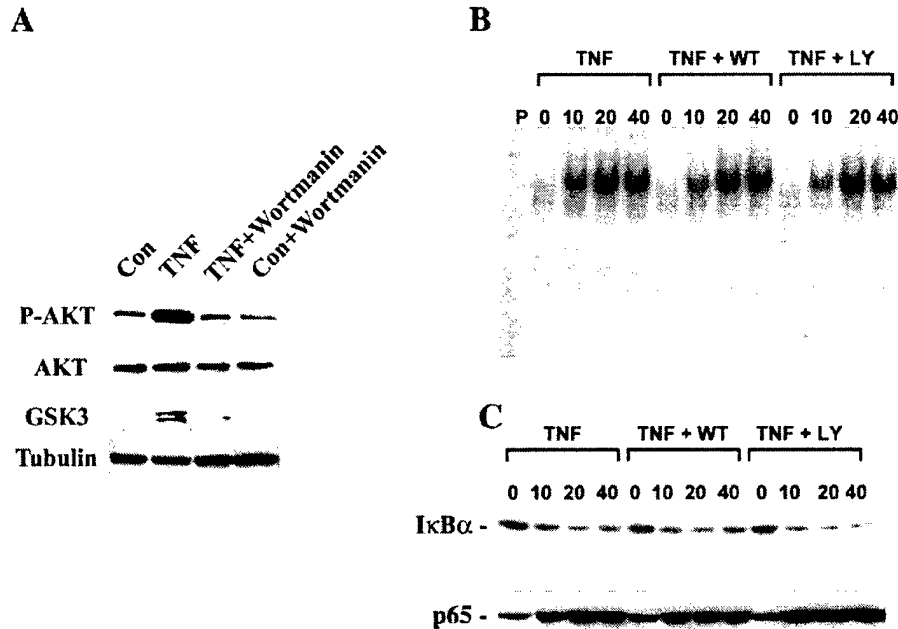 A
Con TNF TNF+Wortmanin Con+Wortmanin
P-AKT
AKT
GSK3
Tubulin
B
TNF TNF + WT TNF + LY
P 0 10 20 40 0 10 20 40 0 10 20 40
C
TNF TNF + WT TNF + LY
0 10 20 40 0 10 20 40 0 10 20 40
IκBα -
p65 -